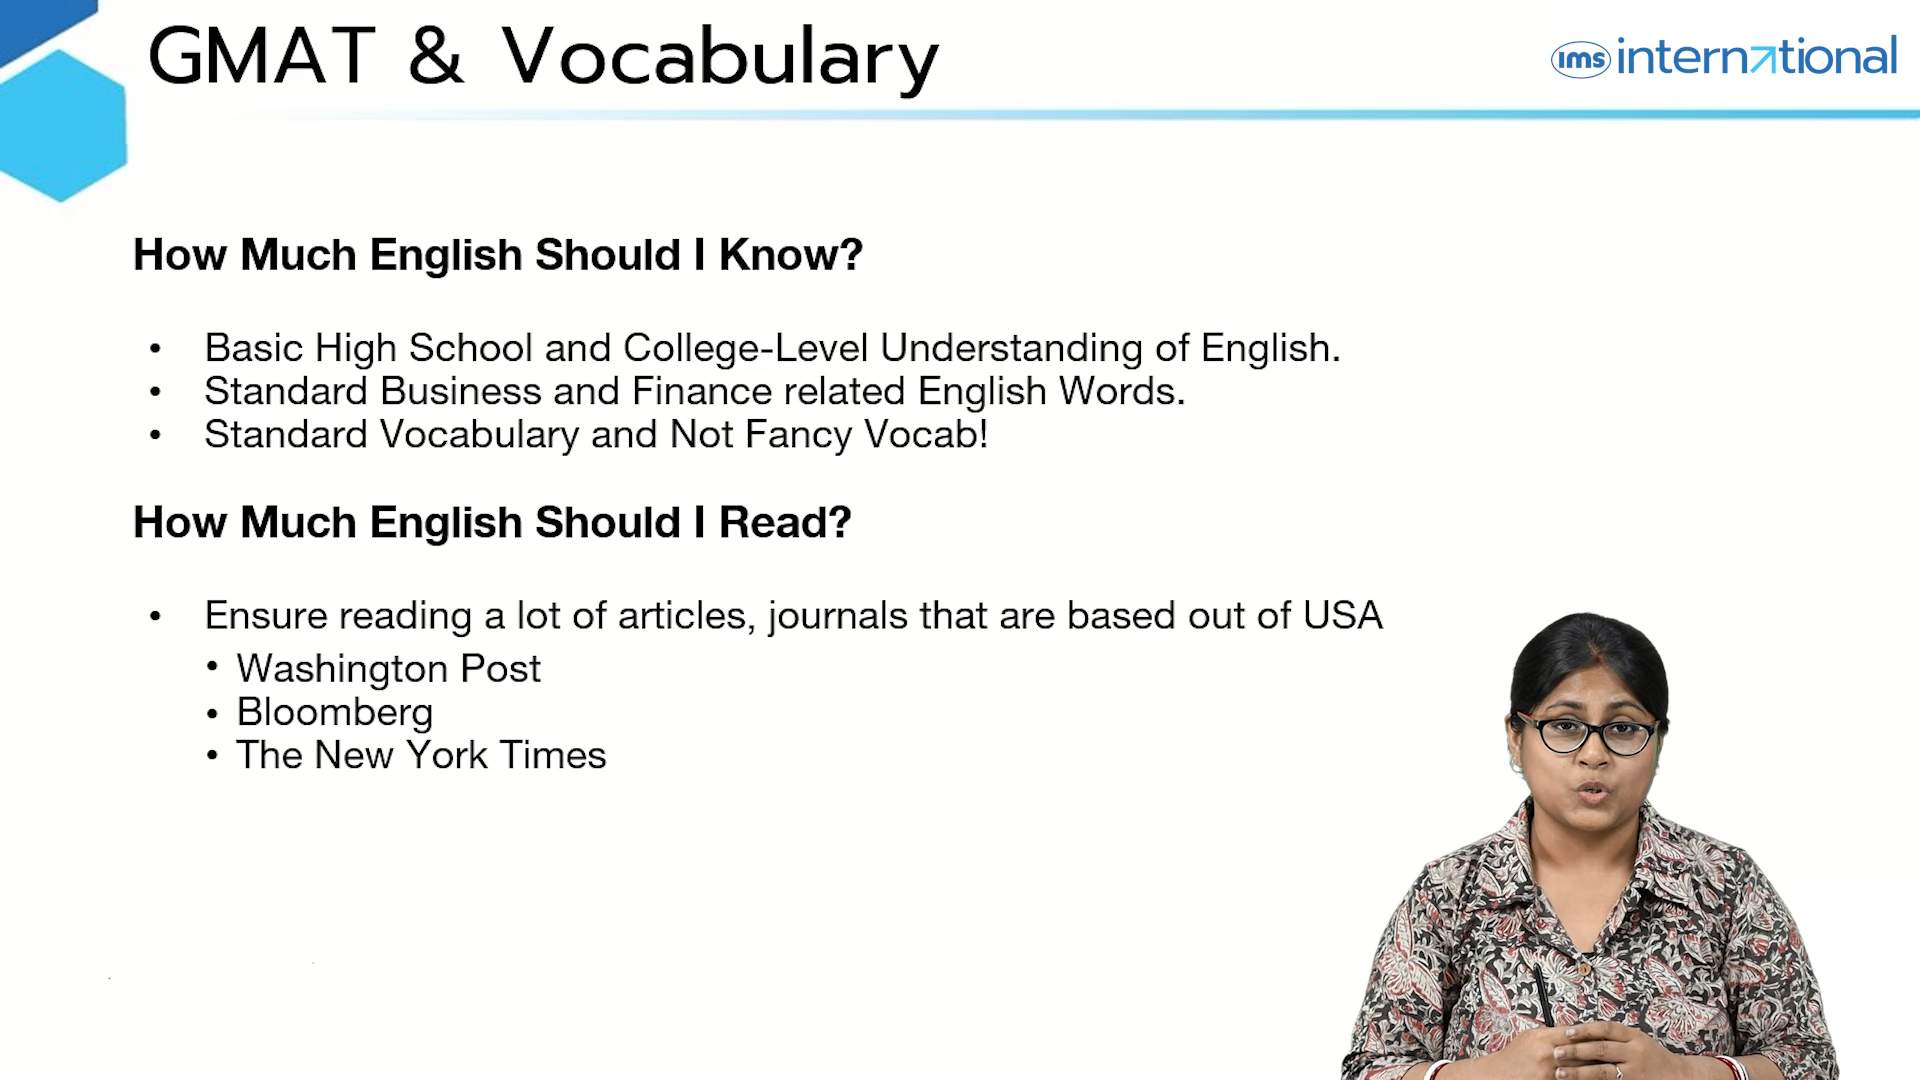 GMAT & Vocabulary
ims international
How Much English Should I Know?
• Basic High School and College-Level Understanding of English.
• Standard Business and Finance related English Words.
• Standard Vocabulary and Not Fancy Vocab!
How Much English Should I Read?
• Ensure reading a lot of articles, journals that are based out of USA
• Washington Post
• Bloomberg
• The New York Times